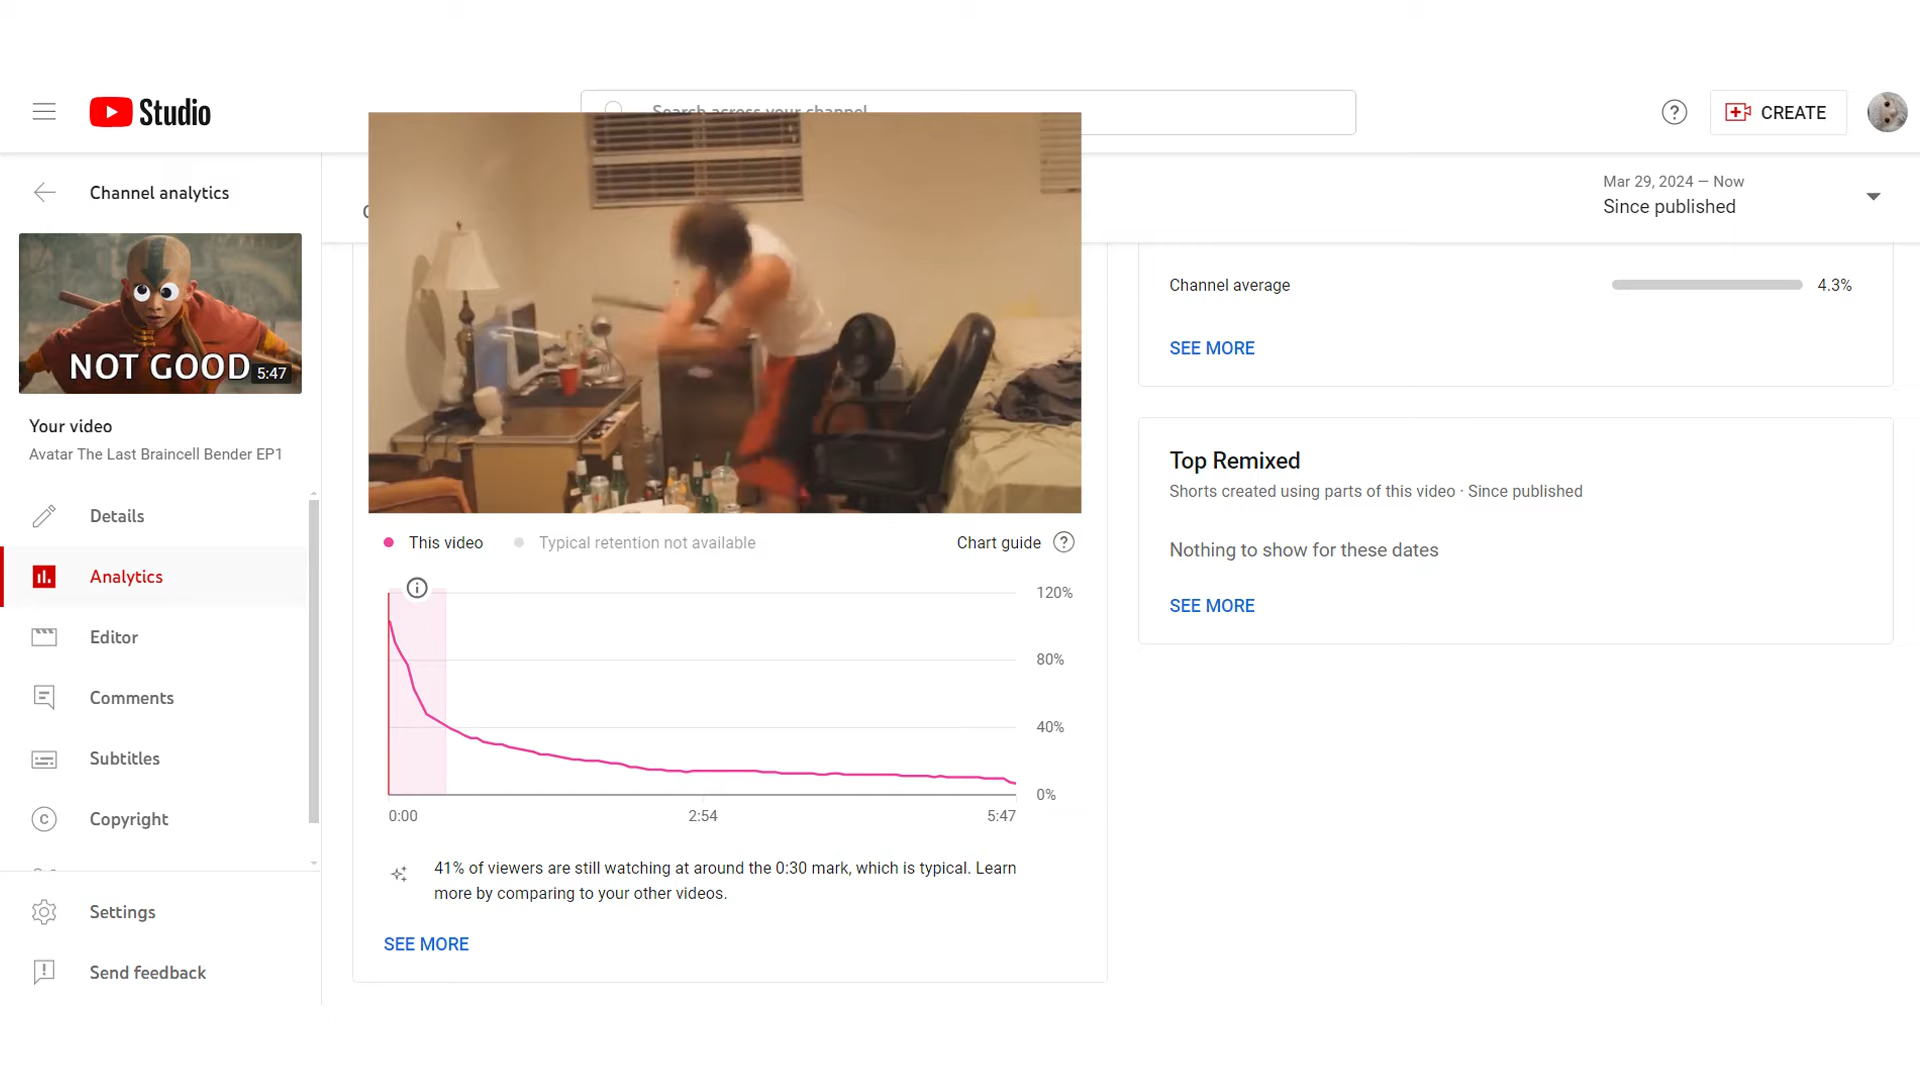 Studio
Search across your channel
CREATE
Channel analytics
Mar 29, 2024 – Now
Since published
NOT GOOD
5:47
Your video
Avatar The Last Braincell Bender EP1
Details
Analytics
Editor
Comments
Subtitles
Copyright
Settings
Send feedback
This video
Typical retention not available
Chart guide
120%
80%
40%
0%
0:00
2:54
5:47
41% of viewers are still watching at around the 0:30 mark, which is typical. Learn
more by comparing to your other videos.
SEE MORE
Channel average
4.3%
SEE MORE
Top Remixed
Shorts created using parts of this video · Since published
Nothing to show for these dates
SEE MORE